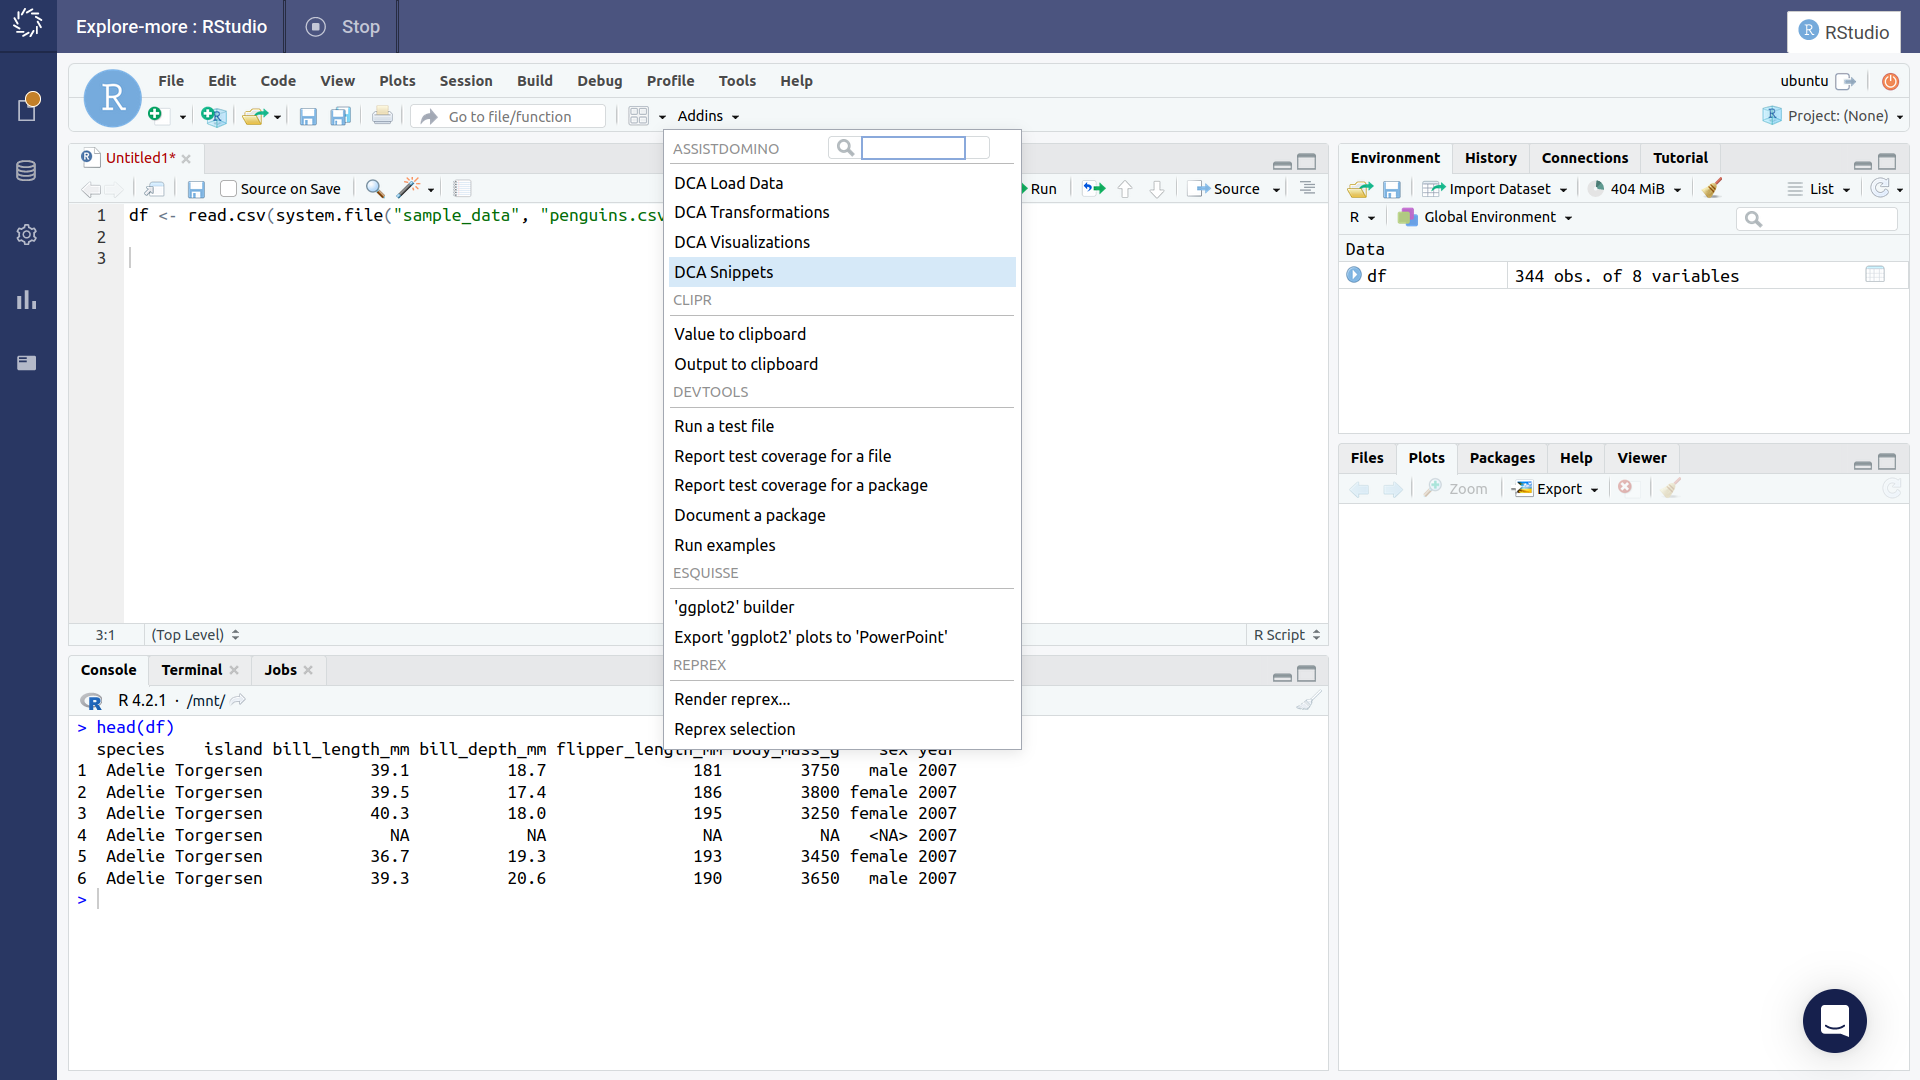 Explore-more : RStudio
Stop
RStudio
File Edit Code View Plots Session Build Debug Profile Tools Help
ubuntu
Go to file/function
Addins
Project: (None)
Untitled1*
Source on Save
Run
Source
1 df <- read.csv(system.file("sample_data", "penguins.csv
2
3
3:1
(Top Level)
R Script
ASSISTDOMINO
DCA Load Data
DCA Transformations
DCA Visualizations
DCA Snippets
CLIPR
Value to clipboard
Output to clipboard
DEVTOOLS
Run a test file
Report test coverage for a file
Report test coverage for a package
Document a package
Run examples
ESQUISSE
'ggplot2' builder
Export 'ggplot2' plots to 'PowerPoint'
REPREX
Render reprex...
Reprex selection
Console Terminal Jobs
R 4.2.1 · /mnt/
> head(df)
species island bill_length_mm bill_depth_mm flipper_length_mm body_mass_g sex year
1 Adelie Torgersen 39.1 18.7 181 3750 male 2007
2 Adelie Torgersen 39.5 17.4 186 3800 female 2007
3 Adelie Torgersen 40.3 18.0 195 3250 female 2007
4 Adelie Torgersen NA NA NA NA <NA> 2007
5 Adelie Torgersen 36.7 19.3 193 3450 female 2007
6 Adelie Torgersen 39.3 20.6 190 3650 male 2007
>
Environment History Connections Tutorial
Import Dataset
404 MiB
List
R
Global Environment
Data
df 344 obs. of 8 variables
Files Plots Packages Help Viewer
Zoom
Export